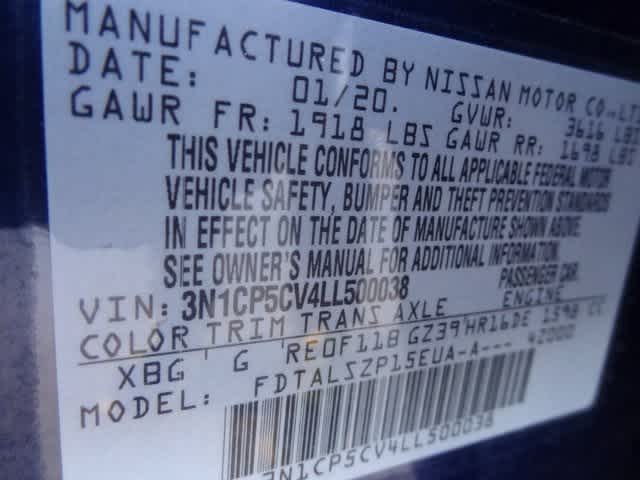 MANUFACTURED BY NISSAN MOTOR CO.,LT
DATE: 01/20. GVWR: 3616 LBS
GAWR FR: 1918 LBS GAWR RR: 1698 LBS
THIS VEHICLE CONFORMS TO ALL APPLICABLE FEDERAL MOTOR
VEHICLE SAFETY, BUMPER AND THEFT PREVENTION STANDARDS
IN EFFECT ON THE DATE OF MANUFACTURE SHOWN ABOVE.
SEE OWNER'S MANUAL FOR ADDITIONAL INFORMATION.
VIN: 3N1CP5CV4LL500038 PASSENGER CAR
COLOR TRIM TRANS AXLE ENGINE
XBG G RE0F11B GZ39 HR16DE 1598 CC
MODEL: FDTALSZP15EUA-A--- 42000
3N1CP5CV4LL500038